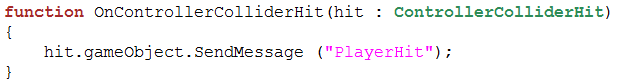 function OnControllerColliderHit(hit : ControllerColliderHit)
{
    hit.gameObject.SendMessage ("PlayerHit");
}